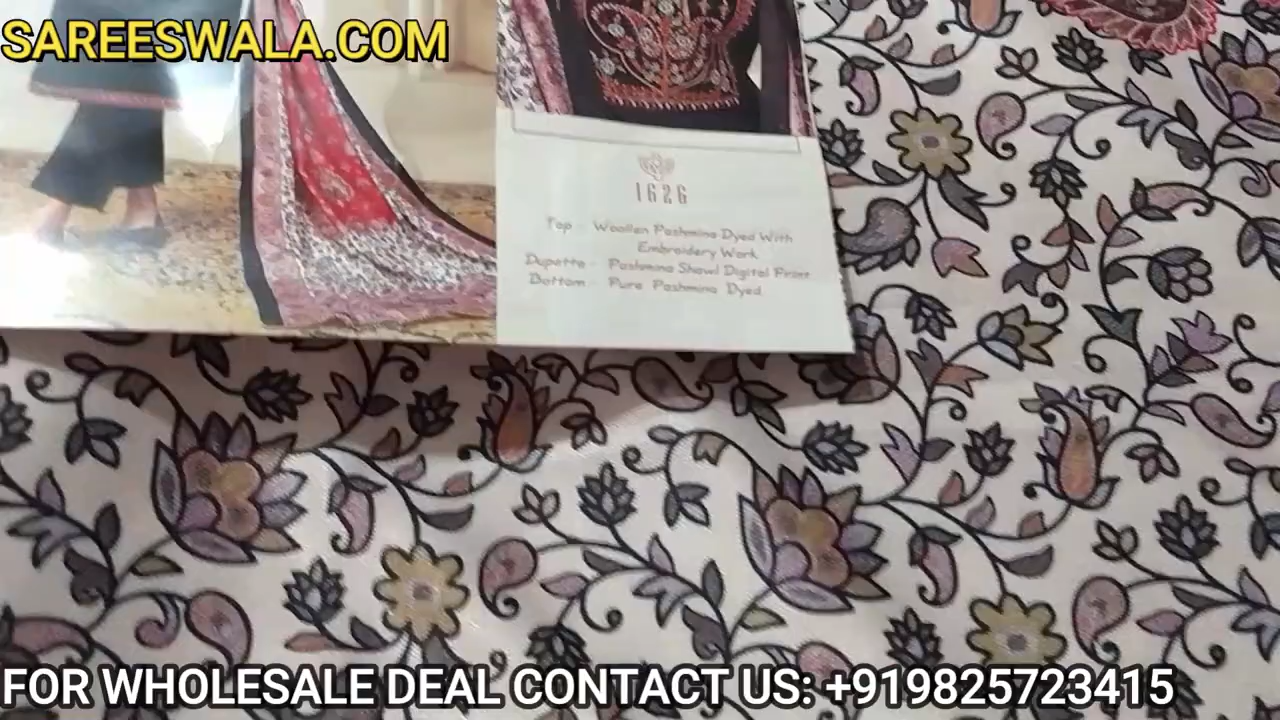 SAREESWALA.COM
1626
Top - Woollen Pashmina Dyed With
Embroidery Work
Dupatta - Pashmina Shawl Digital Print
Bottom - Pure Pashmina Dyed
FOR WHOLESALE DEAL CONTACT US: +919825723415